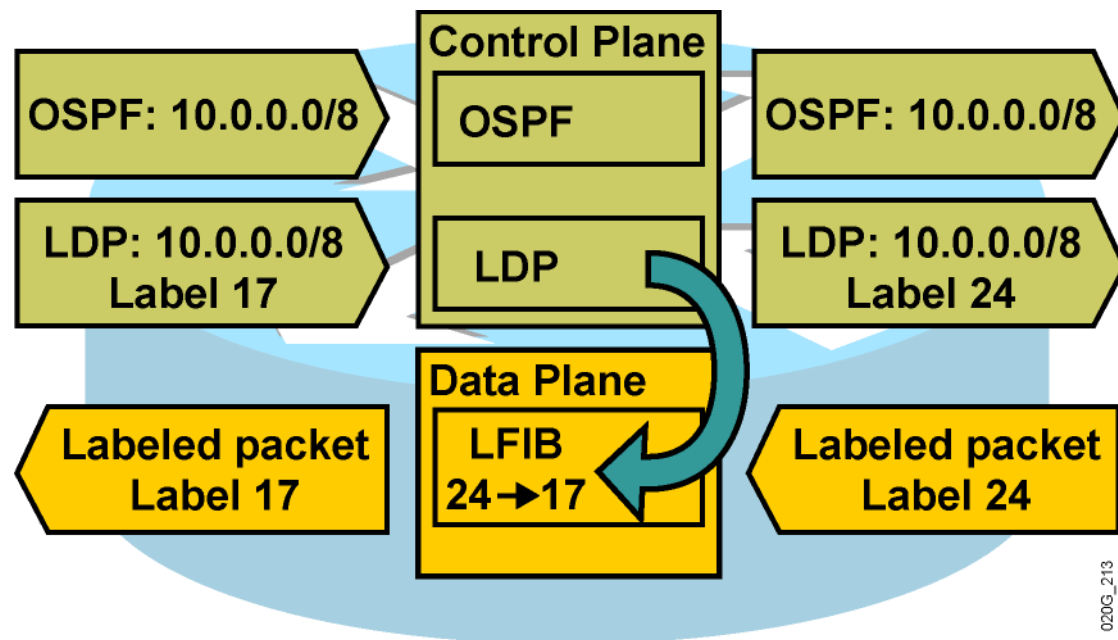 Control Plane
OSPF: 10.0.0.0/8
OSPF
OSPF: 10.0.0.0/8
LDP: 10.0.0.0/8
Label 17
LDP
LDP: 10.0.0.0/8
Label 24
Data Plane
Labeled packet
Label 17
LFIB
24→17
Labeled packet
Label 24
020G_213